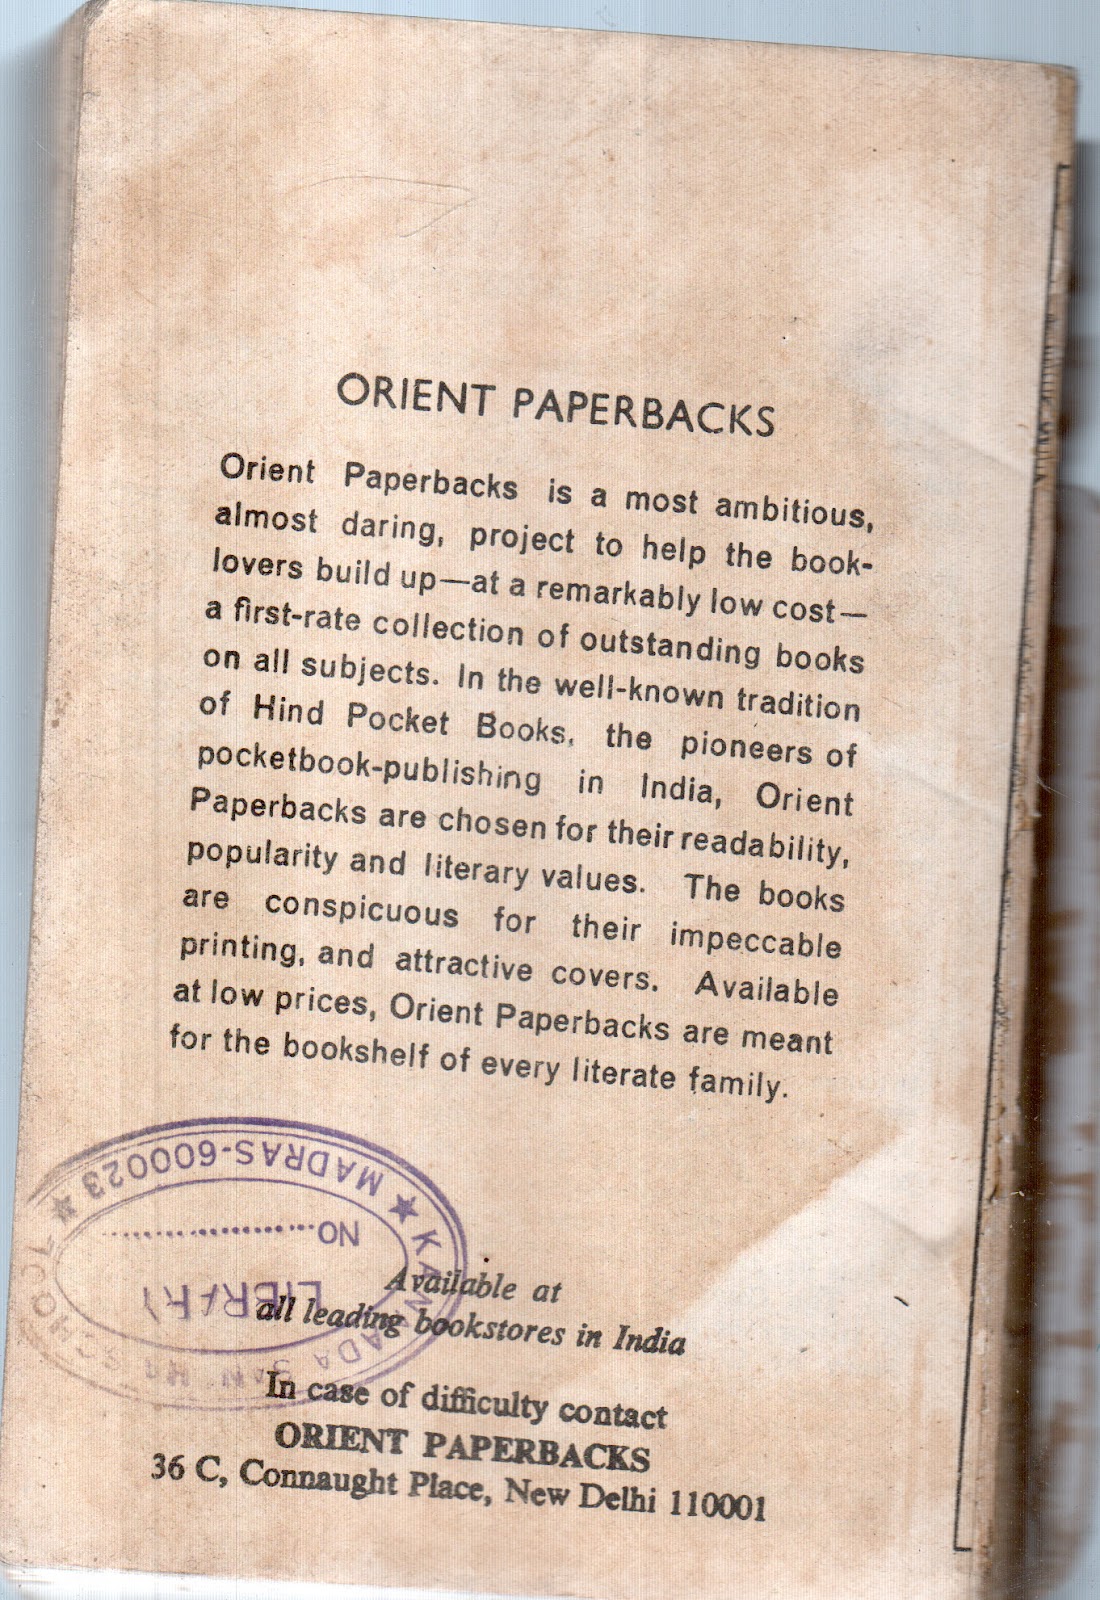 ORIENT PAPERBACKS
Orient Paperbacks is a most ambitious,
almost daring, project to help the book-
lovers build up—at a remarkably low cost—
a first-rate collection of outstanding books
on all subjects. In the well-known tradition
of Hind Pocket Books, the pioneers of
pocketbook-publishing in India, Orient
Paperbacks are chosen for their readability,
popularity and literary values. The books
are conspicuous for their impeccable
printing, and attractive covers. Available
at low prices, Orient Paperbacks are meant
for the bookshelf of every literate family.
KANNADA SAN. HR. SCHOOL
★ MADRAS-600023 ★
LIBRARY
NO....................
Available at
all leading bookstores in India
In case of difficulty contact
ORIENT PAPERBACKS
36 C, Connaught Place, New Delhi 110001